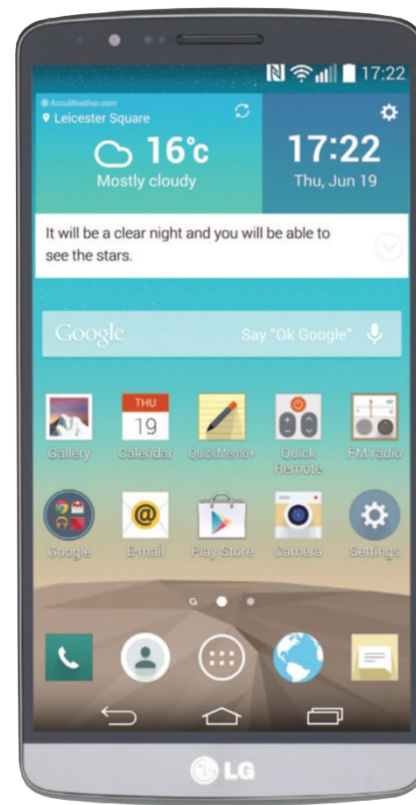 17:22
AccuWeather.com
Leicester Square
16°c
Mostly cloudy
17:22
Thu, Jun 19
It will be a clear night and you will be able to
see the stars.
Google Say "Ok Google"
THU
19
Gallery Calendar QuickMemo+ Quick Remote FM radio
@
Google E-mail Play Store Camera Settings
G
LG